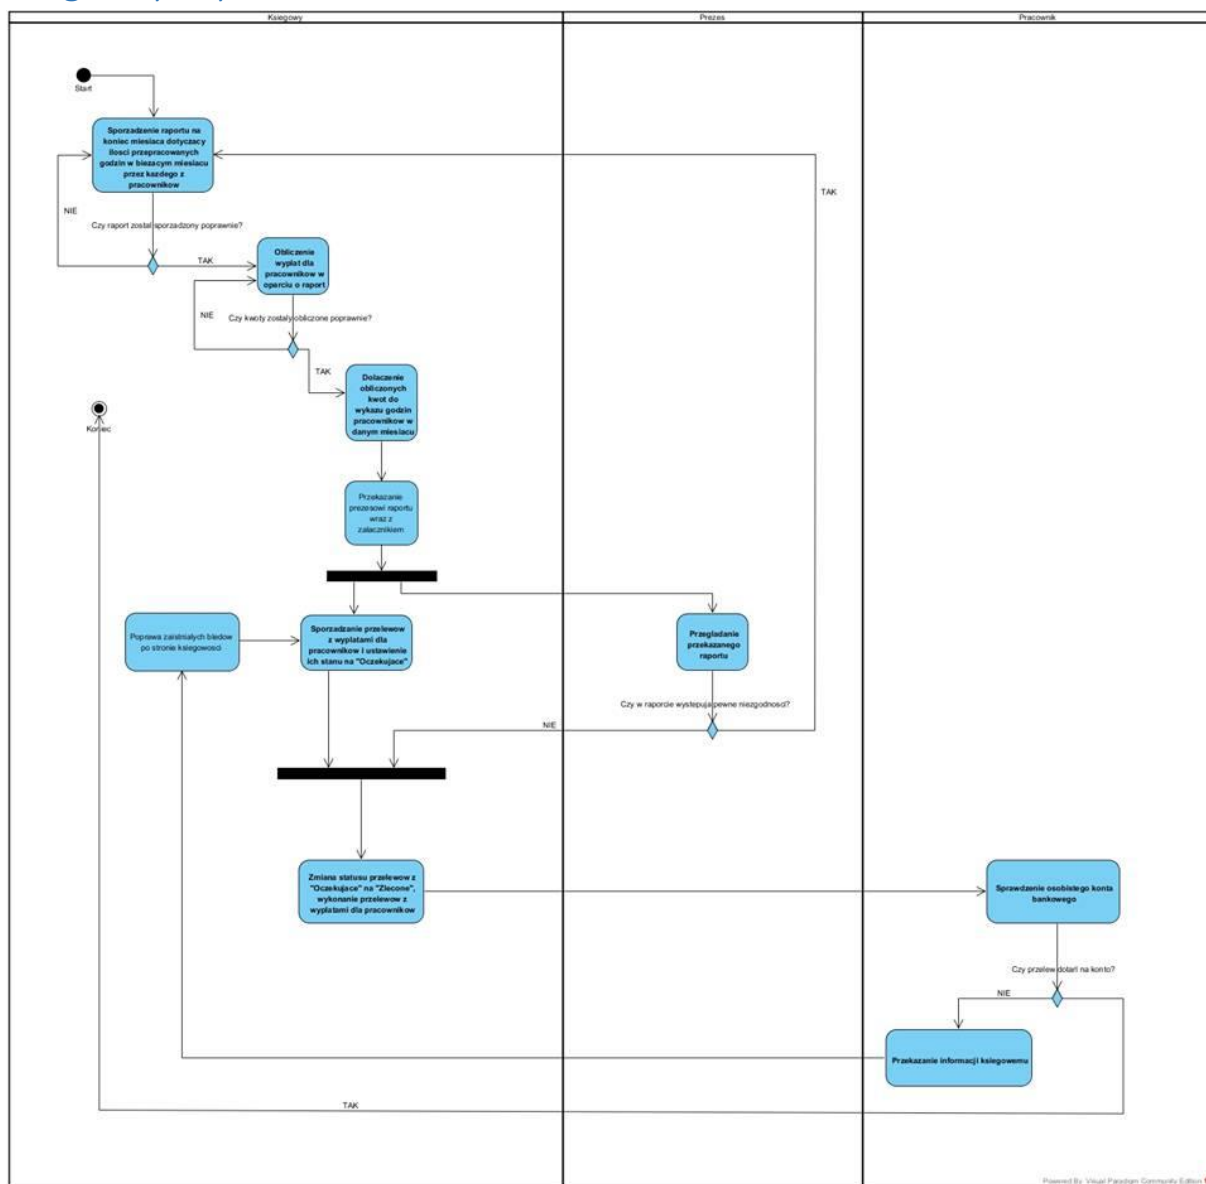 Ksiegowy
Prezes
Pracownik
Start
Sporzadzenie raportu na
koniec miesiaca dotyczacy
ilosci przepracowanych
godzin w biezacym miesiacu
przez kazdego z
pracownikow
TAK
NIE
Czy raport zostal sporzadzony poprawnie?
TAK
Obliczenie
wyplat dla
pracownikow w
oparciu o raport
NIE
Czy kwoty zostaly obliczone poprawnie?
TAK
Dolaczenie
obliczonych
kwot do
wykazu godzin
pracownikow w
danym miesiacu
Koniec
Przekazanie
prezesowi raportu
wraz z
zalacznikiem
Poprawa zaistnialych bledow
po stronie ksiegowosci
Sporzadzanie przelewow
z wyplatami dla
pracownikow i ustawienie
ich stanu na "Oczekujace"
Przegladanie
przekazanego
raportu
Czy w raporcie wystepuja pewne niezgodnosci?
NIE
Zmiana statusu przelewow z
"Oczekujace" na "Zlecone",
wykonanie przelewow z
wyplatami dla pracownikow
Sprawdzenie osobistego konta
bankowego
Czy przelew dotarl na konto?
NIE
Przekazanie informacji ksiegowemu
TAK
Powered By Visual Paradigm Community Edition